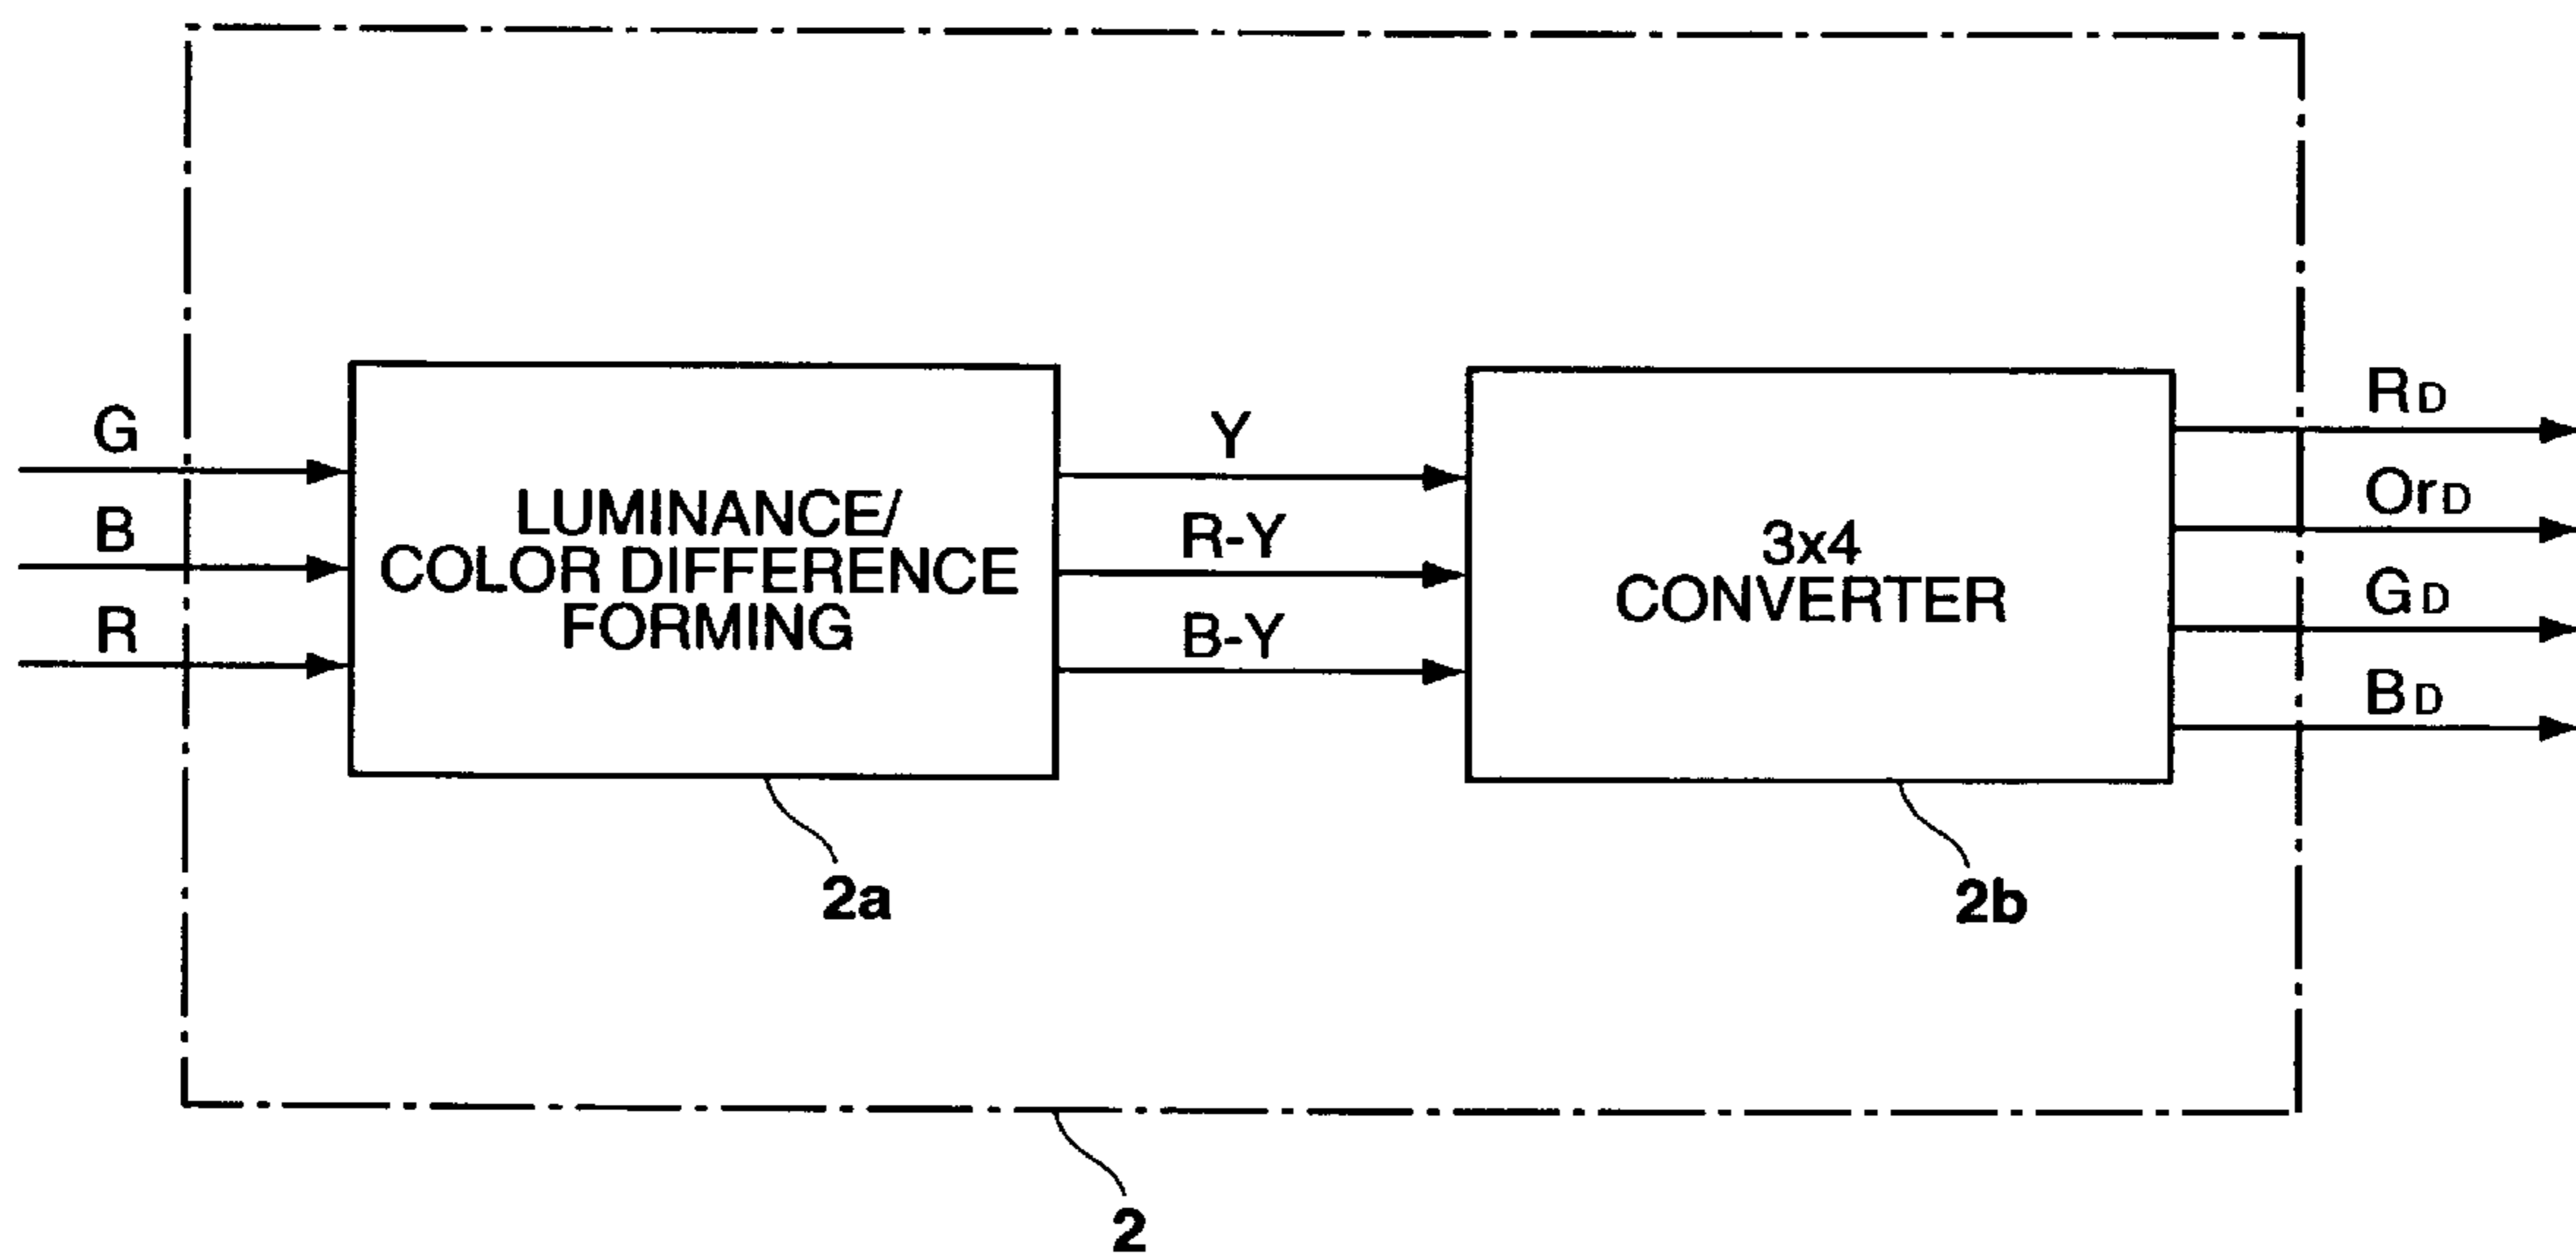 G
B
R
LUMINANCE/
COLOR DIFFERENCE
FORMING
2a
Y
R-Y
B-Y
3x4
CONVERTER
2b
RD
OrD
GD
BD
2